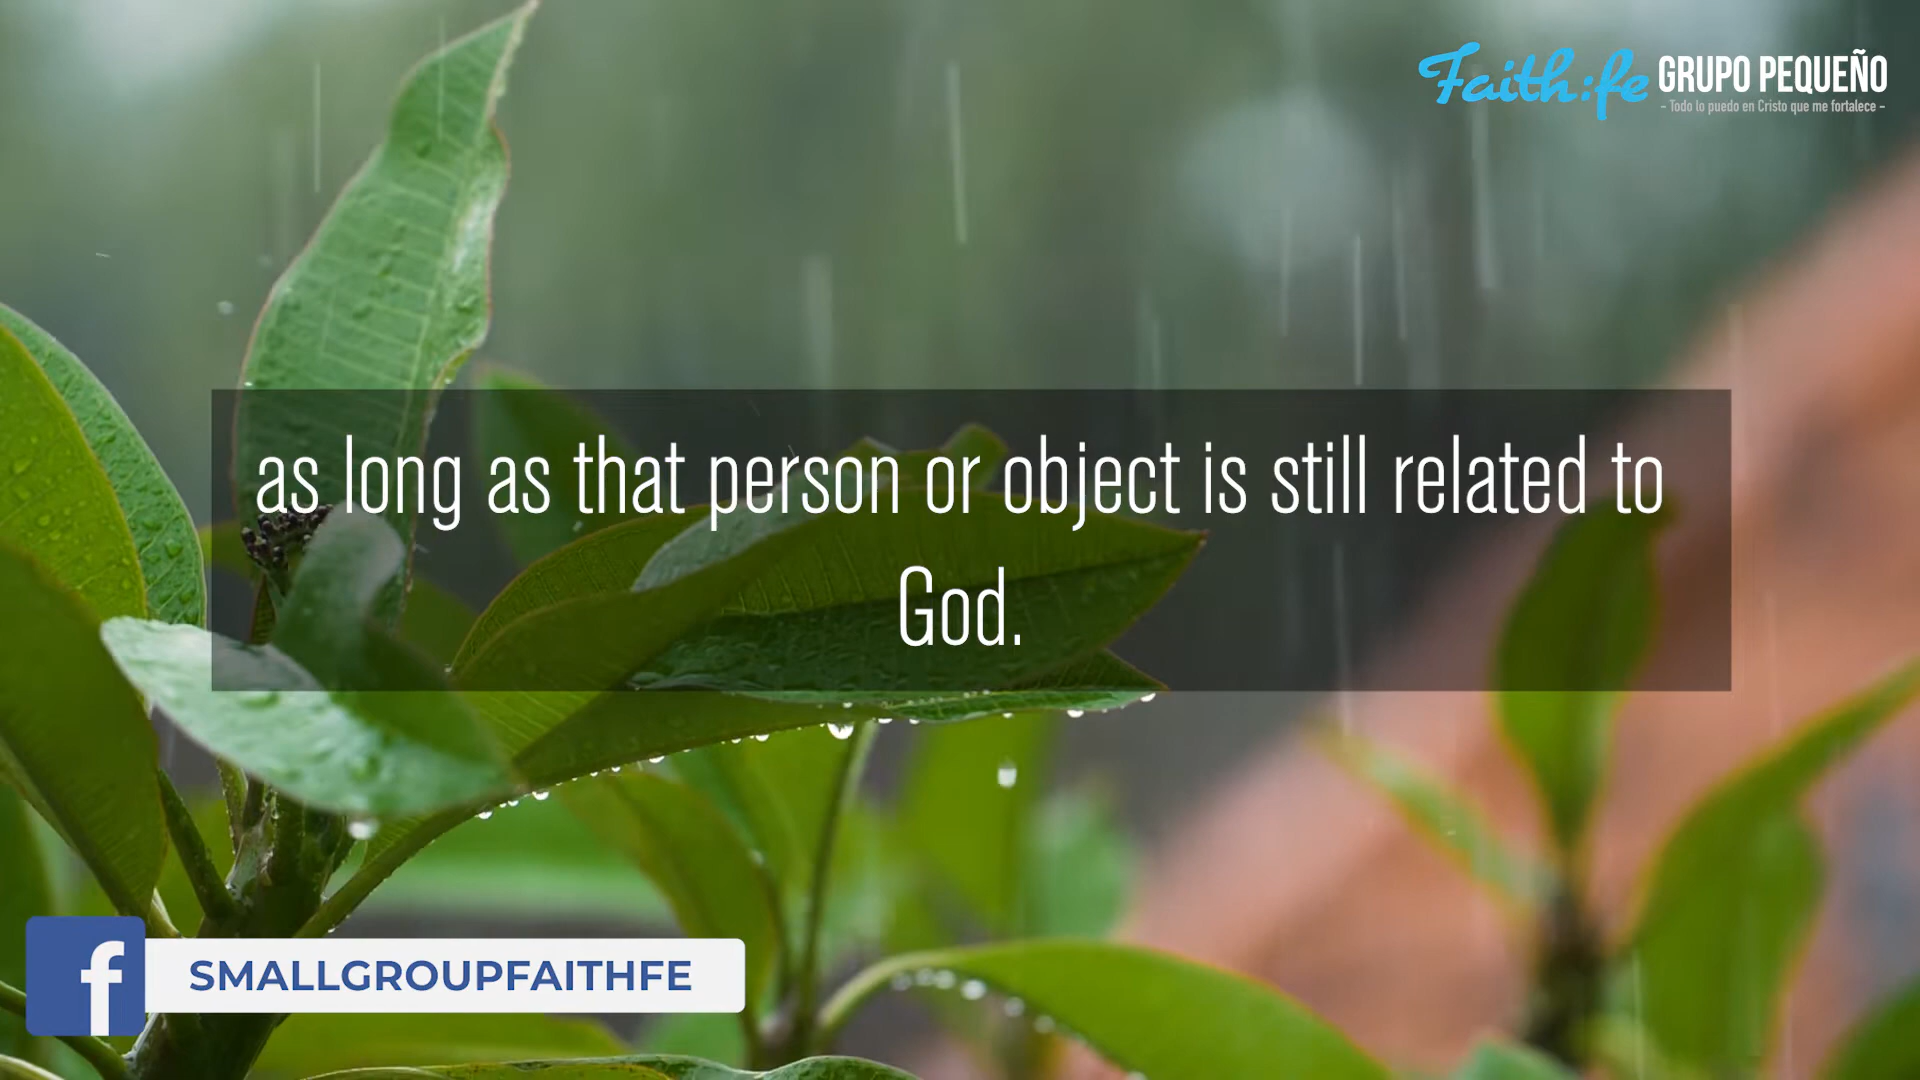 Faith:fe GRUPO PEQUEÑO
- Todo lo puedo en Cristo que me fortalece -
as long as that person or object is still related to
God.
f SMALLGROUPFAITHFE